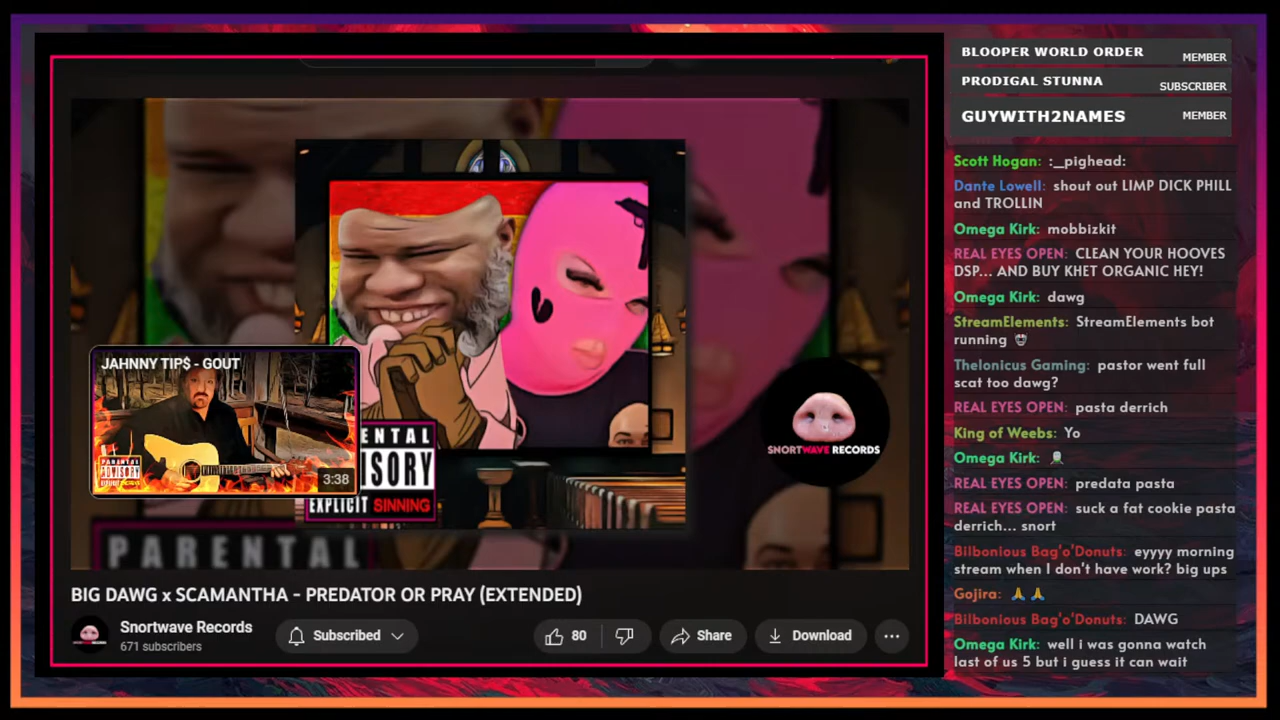 JAHNNY TIP$ - GOUT
PARENTAL
ADVISORY
EXPLICIT
3:38
ENTAL
ISORY
EXPLICIT SINNING
PARENTAL
SNORTWAVE RECORDS
BIG DAWG x SCAMANTHA - PREDATOR OR PRAY (EXTENDED)
Snortwave Records
671 subscribers
Subscribed
80
Share
Download
BLOOPER WORLD ORDER MEMBER
PRODIGAL STUNNA SUBSCRIBER
GUYWITH2NAMES MEMBER
Scott Hogan: :_pighead:
Dante Lowell: shout out LIMP DICK PHILL
and TROLLIN
Omega Kirk: mobbizkit
REAL EYES OPEN: CLEAN YOUR HOOVES
DSP... AND BUY KHET ORGANIC HEY!
Omega Kirk: dawg
StreamElements: StreamElements bot
running
Thelonicus Gaming: pastor went full
scat too dawg?
REAL EYES OPEN: pasta derrich
King of Weebs: Yo
Omega Kirk:
REAL EYES OPEN: predata pasta
REAL EYES OPEN: suck a fat cookie pasta
derrich... snort
Bilbonious Bag'o'Donuts: eyyyy morning
stream when I don't have work? big ups
Gojira: 🙏 🙏
Bilbonious Bag'o'Donuts: DAWG
Omega Kirk: well i was gonna watch
last of us 5 but i guess it can wait